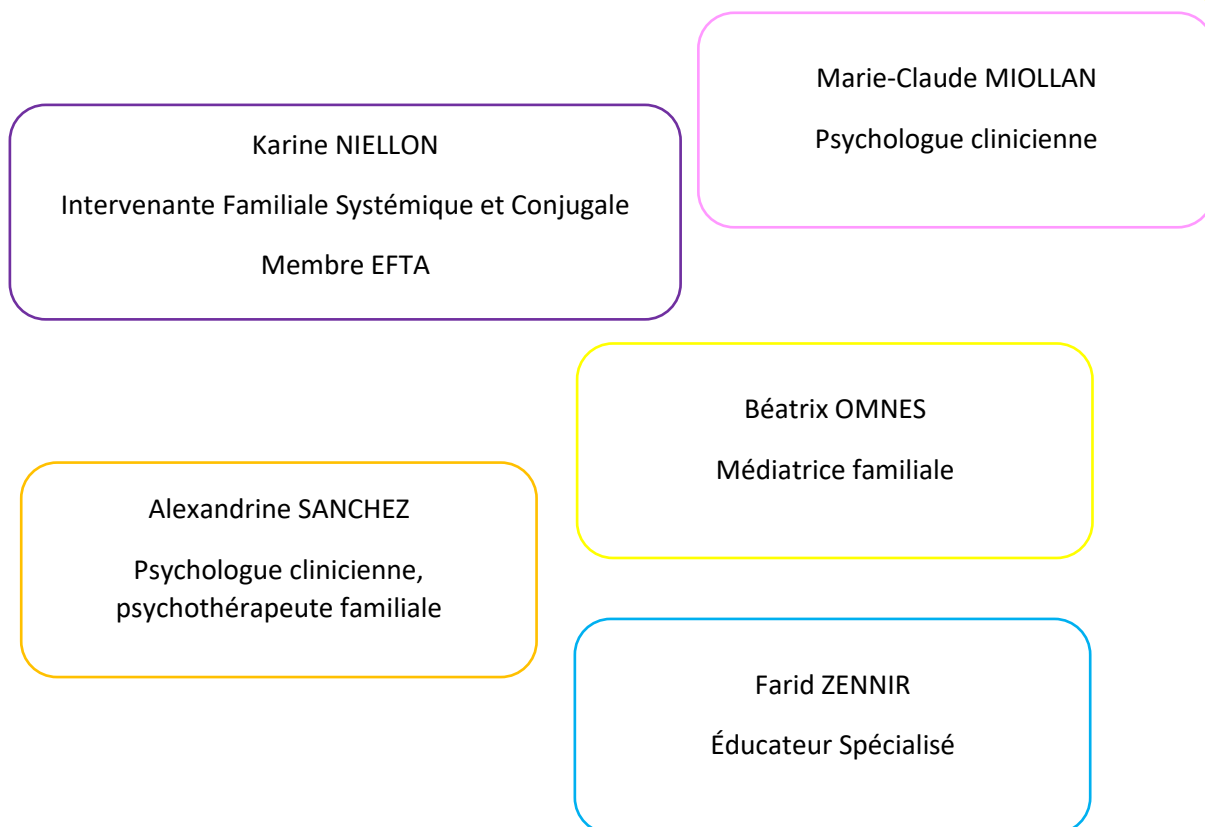 Marie-Claude MIOLLAN
Psychologue clinicienne
Karine NIELLON
Intervenante Familiale Systémique et Conjugale
Membre EFTA
Béatrix OMNES
Médiatrice familiale
Alexandrine SANCHEZ
Psychologue clinicienne,
psychothérapeute familiale
Farid ZENNIR
Éducateur Spécialisé